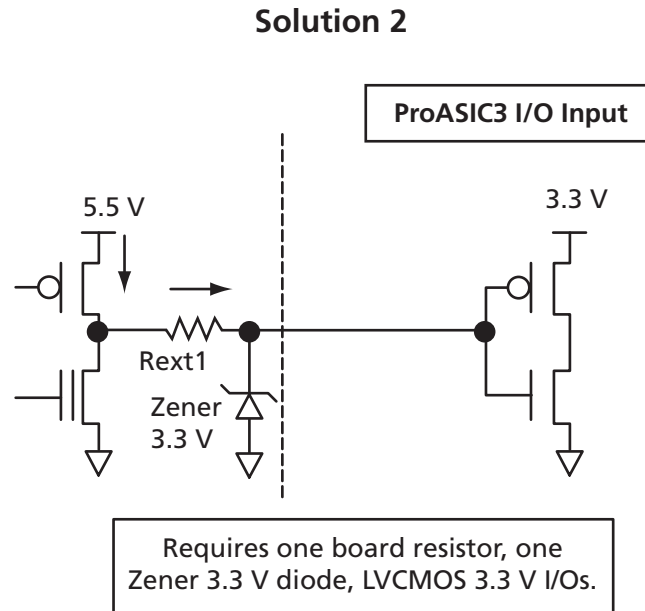 Solution 2
ProASIC3 I/O Input
5.5 V
3.3 V
Rext1
Zener
3.3 V
Requires one board resistor, one
Zener 3.3 V diode, LVCMOS 3.3 V I/Os.